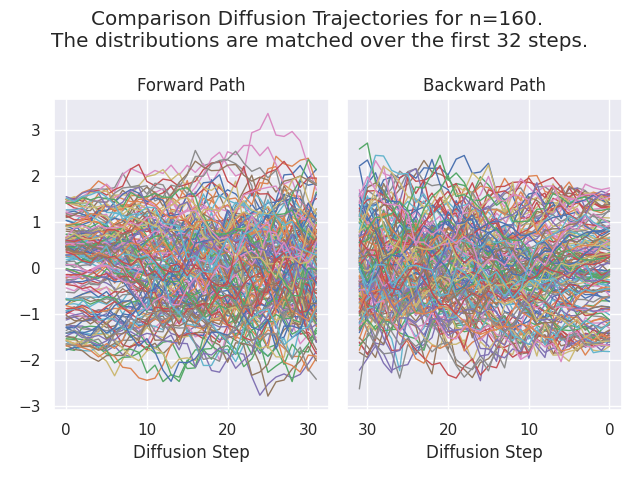 Comparison Diffusion Trajectories for n=160.
The distributions are matched over the first 32 steps.
Forward Path
Backward Path
3
2
1
0
−1
−2
−3
0 10 20 30
30 20 10 0
Diffusion Step
Diffusion Step